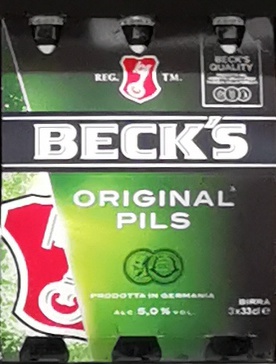 REG. TM.
BECK'S
QUALITY
BECK'S
ORIGINAL
PILS
PRODOTTA IN GERMANIA
ALC 5,0% VOL.
BIRRA
3x33cl e